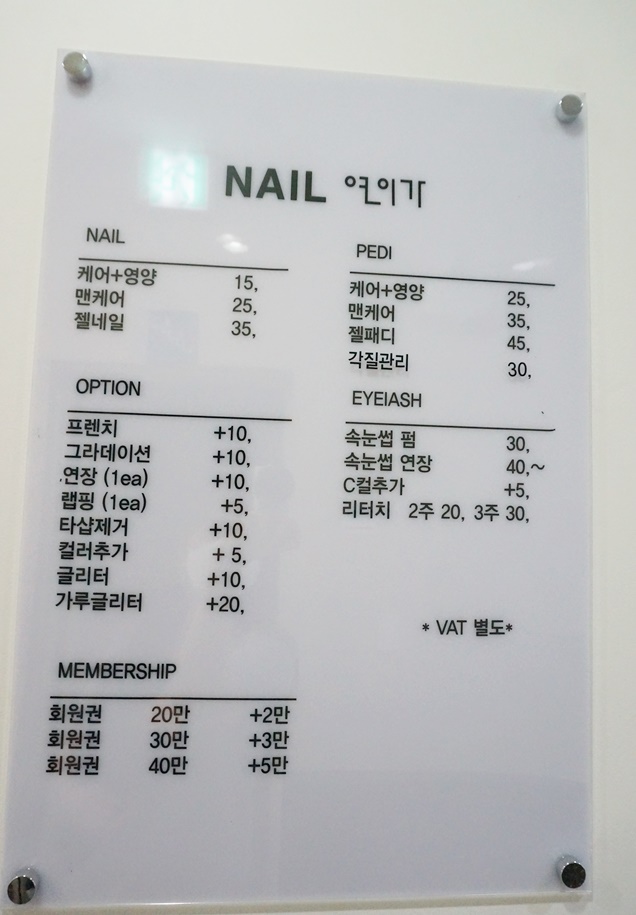 NAIL 연이가
NAIL
케어+영양 15,
맨케어 25,
젤네일 35,
OPTION
프렌치 +10,
그라데이션 +10,
연장 (1ea) +10,
랩핑 (1ea) +5,
타샵제거 +10,
컬러추가 + 5,
글리터 +10,
가루글리터 +20,
MEMBERSHIP
회원권 20만 +2만
회원권 30만 +3만
회원권 40만 +5만
PEDI
케어+영양 25,
맨케어 35,
젤패디 45,
각질관리 30,
EYEIASH
속눈썹 펌 30,
속눈썹 연장 40,~
C컬추가 +5,
리터치 2주 20, 3주 30,
* VAT 별도*